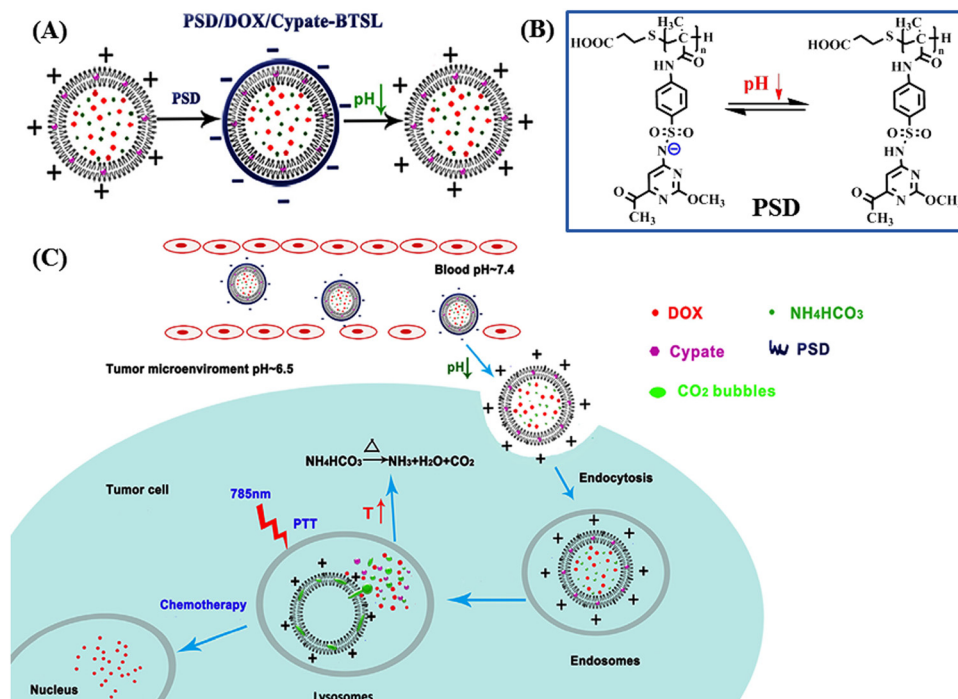 (A)
PSD/DOX/Cypate-BTSL
PSD
pH↓
(B)
HOOC
S
H₃C
H
n
HN
O
O=S=O
N
⊖
N
N
O
CH₃
OCH₃
pH ↓
HOOC
S
H₃C
H
n
HN
O
O=S=O
HN
N
N
O
CH₃
OCH₃
PSD
(C)
Blood pH~7.4
Tumor microenviroment pH~6.5
pH↓
DOX
NH₄HCO₃
Cypate
PSD
CO₂ bubbles
NH₄HCO₃ →△ NH₃+H₂O+CO₂
Endocytosis
Tumor cell
785nm
PTT
T↑
Chemotherapy
Endosomes
Nucleus
Lysosomes